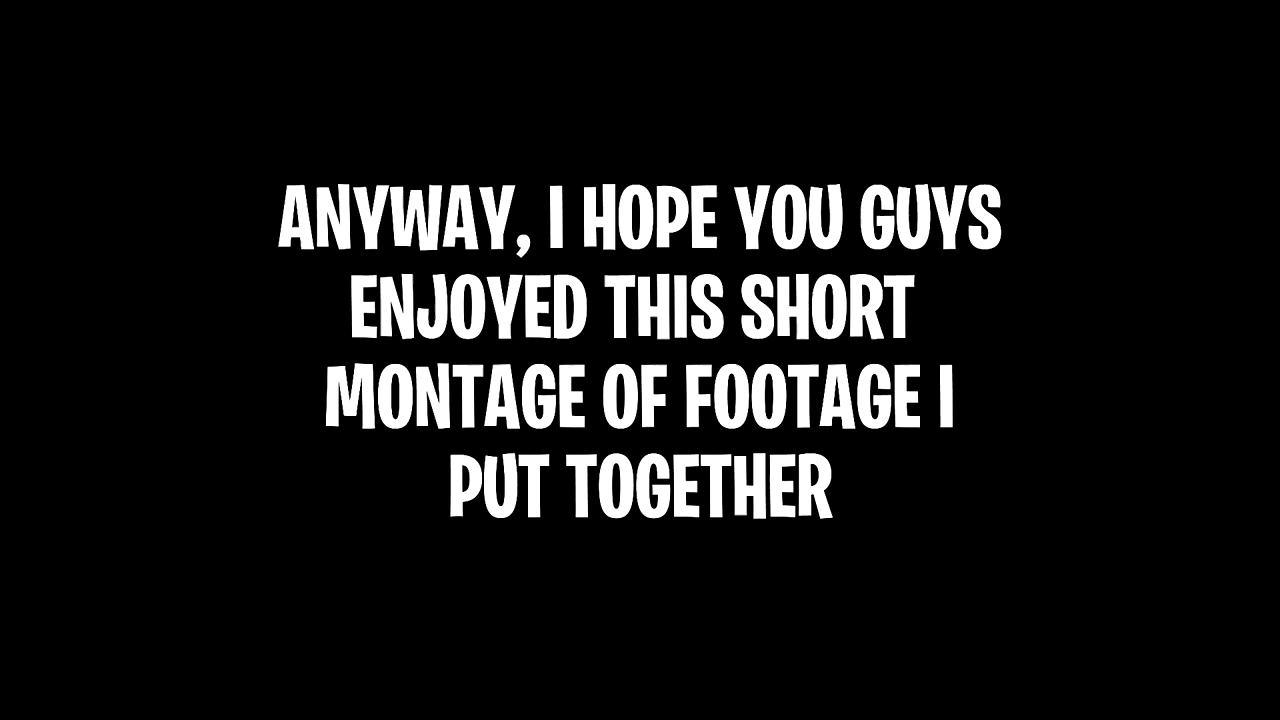 ANYWAY, I HOPE YOU GUYS
ENJOYED THIS SHORT
MONTAGE OF FOOTAGE I
PUT TOGETHER